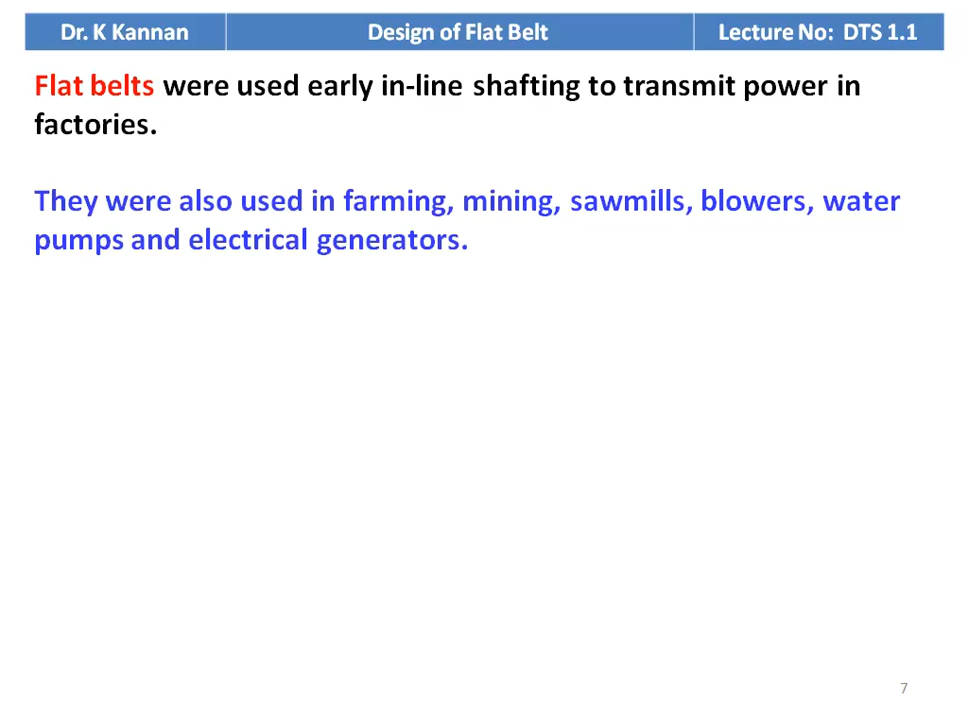 Dr. K Kannan
Design of Flat Belt
Lecture No: DTS 1.1
Flat belts were used early in-line shafting to transmit power in
factories.
They were also used in farming, mining, sawmills, blowers, water
pumps and electrical generators.
7